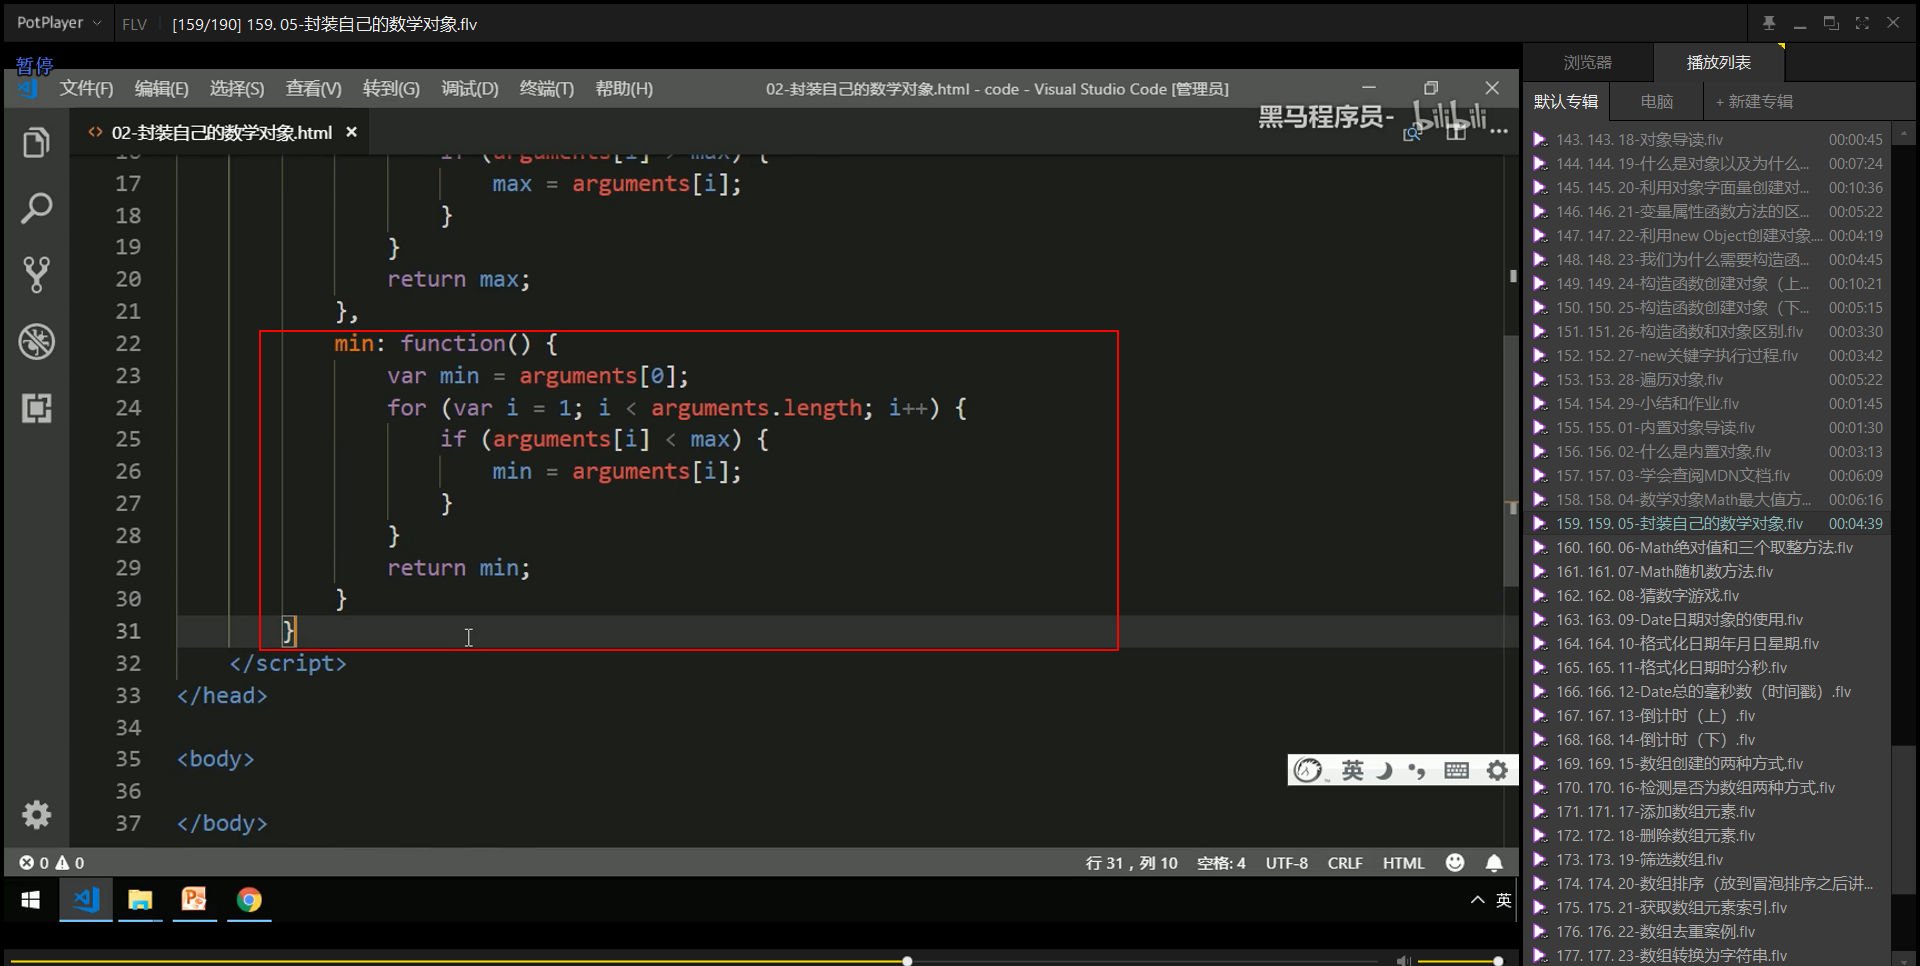 PotPlayer FLV [159/190] 159. 05-封装自己的数学对象.flv
暂停
文件(F) 编辑(E) 选择(S) 查看(V) 转到(G) 调试(D) 终端(T) 帮助(H) 02-封装自己的数学对象.html - code - Visual Studio Code [管理员]
<> 02-封装自己的数学对象.html ×
黑马程序员- bilibili
16 if (arguments[i] > max) {
17 max = arguments[i];
18 }
19 }
20 return max;
21 },
22 min: function() {
23 var min = arguments[0];
24 for (var i = 1; i < arguments.length; i++) {
25 if (arguments[i] < max) {
26 min = arguments[i];
27 }
28 }
29 return min;
30 }
31 }
32 </script>
33 </head>
34
35 <body>
36
37 </body>
英
0 0 行 31，列 10 空格: 4 UTF-8 CRLF HTML
英
浏览器 播放列表
默认专辑 电脑 + 新建专辑
143. 143. 18-对象导读.flv 00:00:45
144. 144. 19-什么是对象以及为什么... 00:07:24
145. 145. 20-利用对象字面量创建对... 00:10:36
146. 146. 21-变量属性函数方法的区... 00:05:22
147. 147. 22-利用new Object创建对象.... 00:04:19
148. 148. 23-我们为什么需要构造函... 00:04:45
149. 149. 24-构造函数创建对象（上... 00:10:21
150. 150. 25-构造函数创建对象（下... 00:05:15
151. 151. 26-构造函数和对象区别.flv 00:03:30
152. 152. 27-new关键字执行过程.flv 00:03:42
153. 153. 28-遍历对象.flv 00:05:22
154. 154. 29-小结和作业.flv 00:01:45
155. 155. 01-内置对象导读.flv 00:01:30
156. 156. 02-什么是内置对象.flv 00:03:13
157. 157. 03-学会查阅MDN文档.flv 00:06:09
158. 158. 04-数学对象Math最大值方... 00:06:16
159. 159. 05-封装自己的数学对象.flv 00:04:39
160. 160. 06-Math绝对值和三个取整方法.flv
161. 161. 07-Math随机数方法.flv
162. 162. 08-猜数字游戏.flv
163. 163. 09-Date日期对象的使用.flv
164. 164. 10-格式化日期年月日星期.flv
165. 165. 11-格式化日期时分秒.flv
166. 166. 12-Date总的毫秒数（时间戳）.flv
167. 167. 13-倒计时（上）.flv
168. 168. 14-倒计时（下）.flv
169. 169. 15-数组创建的两种方式.flv
170. 170. 16-检测是否为数组两种方式.flv
171. 171. 17-添加数组元素.flv
172. 172. 18-删除数组元素.flv
173. 173. 19-筛选数组.flv
174. 174. 20-数组排序（放到冒泡排序之后讲...
175. 175. 21-获取数组元素索引.flv
176. 176. 22-数组去重案例.flv
177. 177. 23-数组转换为字符串.flv